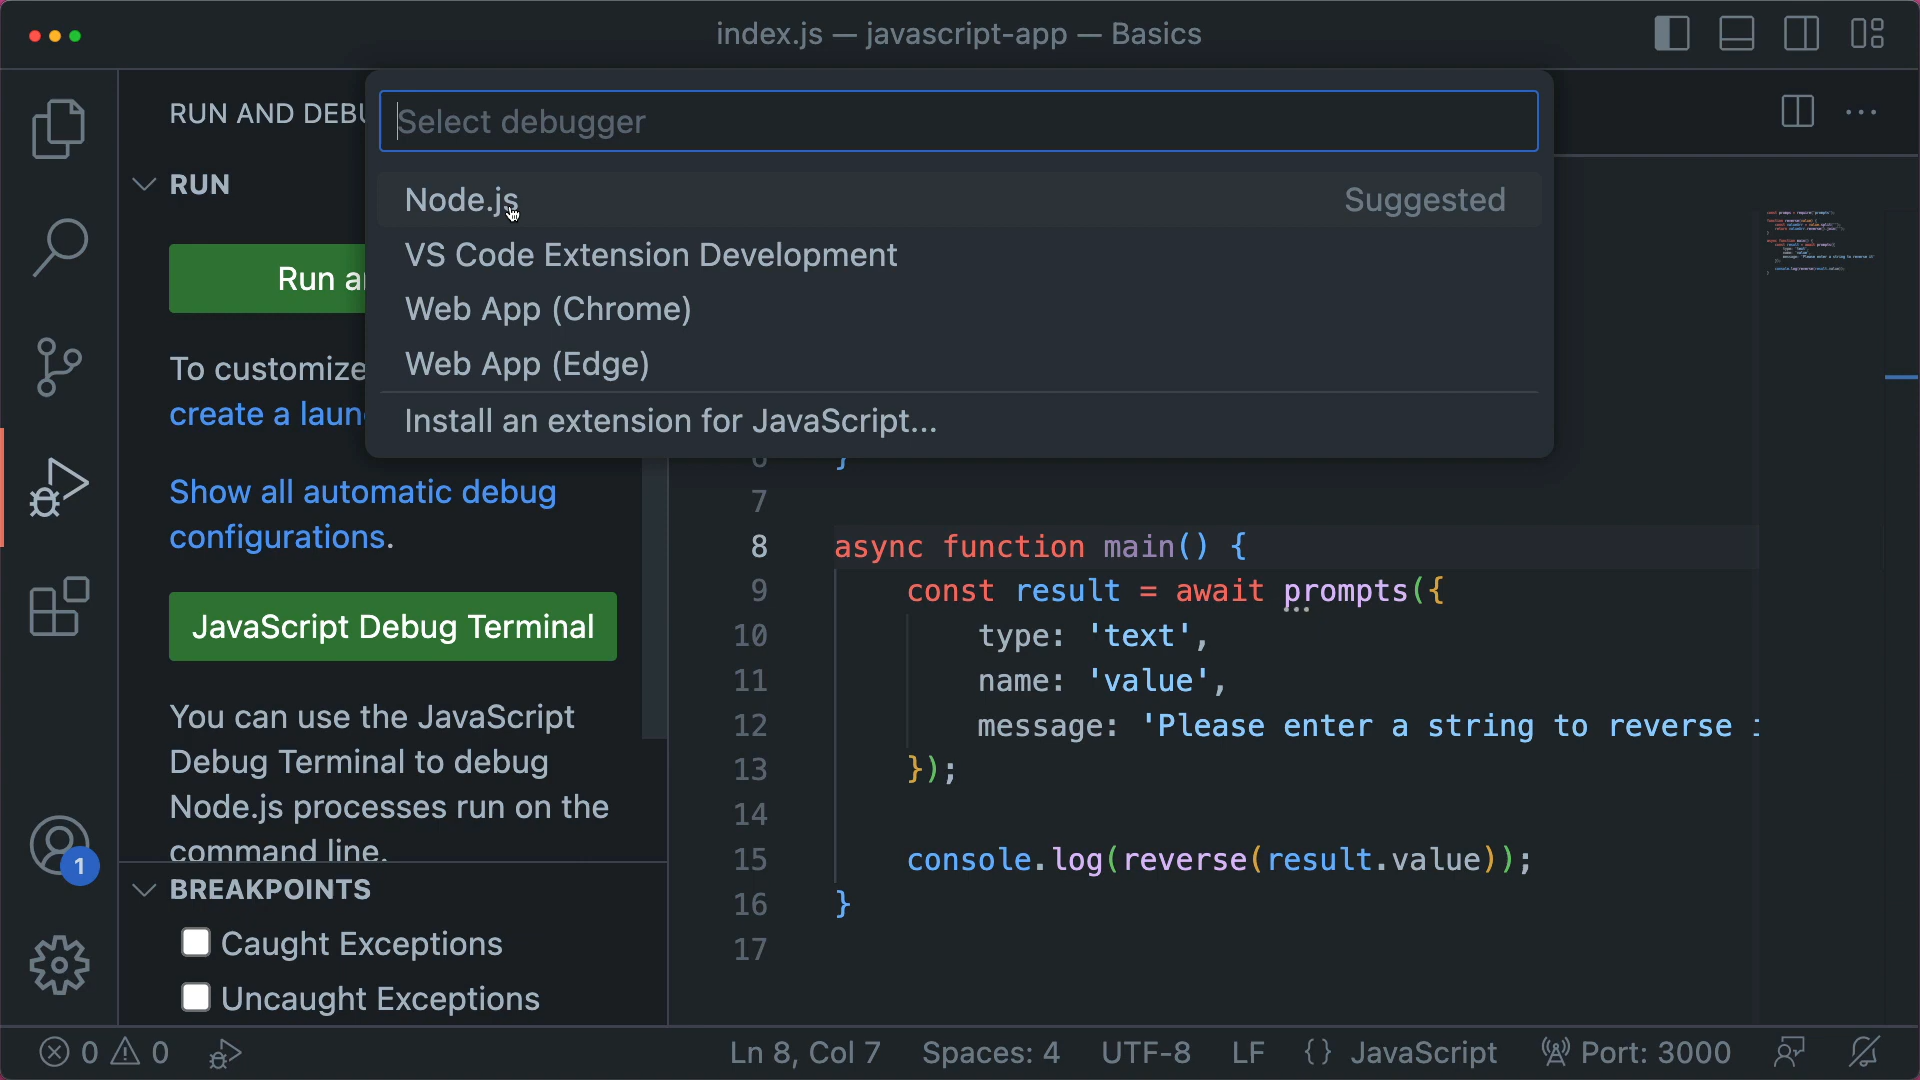 index.js — javascript-app — Basics
RUN AND DEBU
Select debugger
RUN
Node.js
Suggested
VS Code Extension Development
Run a
Web App (Chrome)
To customize
Web App (Edge)
create a laun
Install an extension for JavaScript...
Show all automatic debug
configurations.
JavaScript Debug Terminal
You can use the JavaScript
Debug Terminal to debug
Node.js processes run on the
command line.
BREAKPOINTS
Caught Exceptions
Uncaught Exceptions
6 }
7
8 async function main() {
9 const result = await prompts({
10 type: 'text',
11 name: 'value',
12 message: 'Please enter a string to reverse
13 });
14
15 console.log(reverse(result.value));
16 }
17
1
0 0
Ln 8, Col 7
Spaces: 4
UTF-8
LF
{} JavaScript
Port: 3000